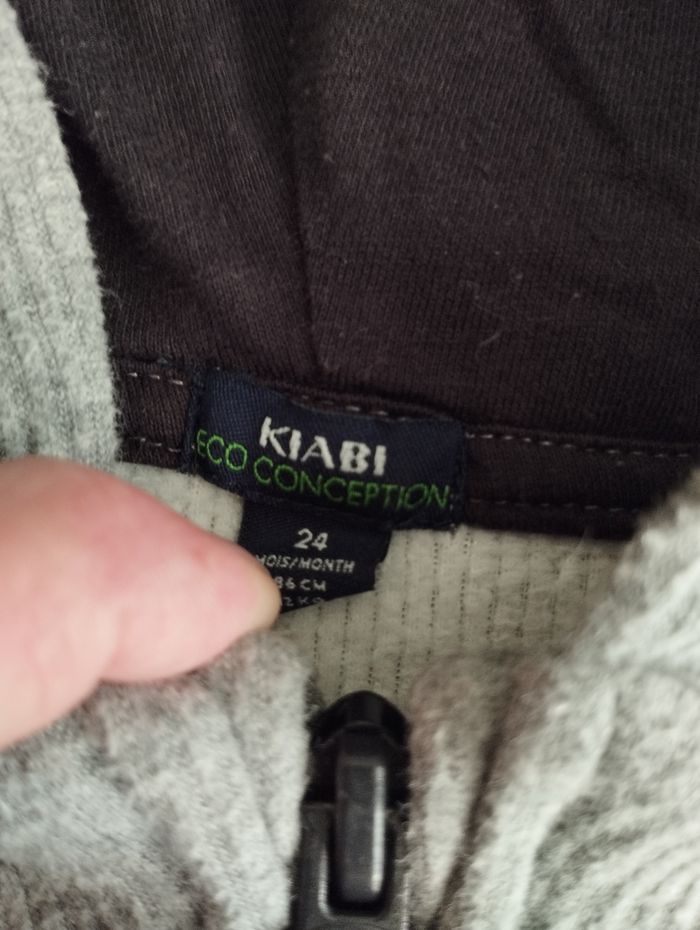 KIABI
ECO CONCEPTION
24
MOIS/MONTH
86 CM